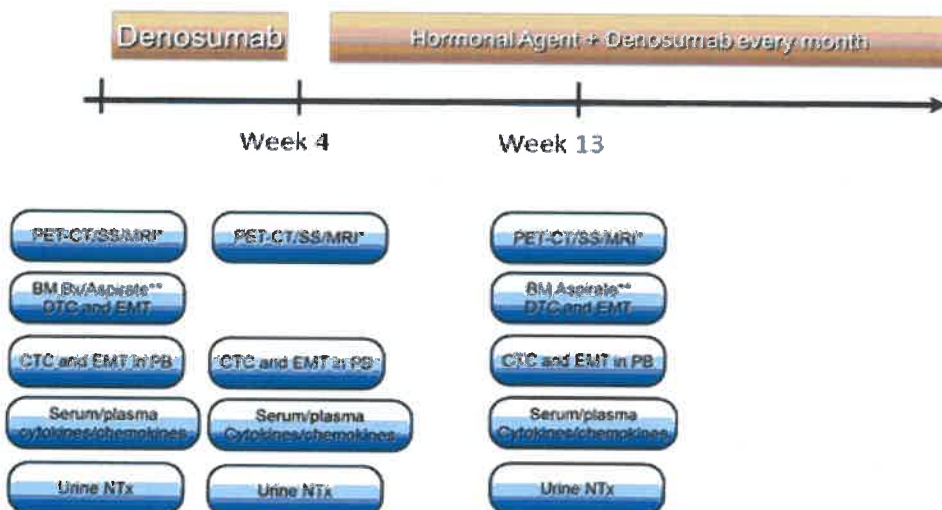 Denosumab
Hormonal Agent + Denosumab every month
Week 4
Week 13
PET-CT/SS/MRI*
PET-CT/SS/MRI*
PET-CT/SS/MRI*
BM Bx/Aspirate**
DTC and EMT
BM Aspirate**
DTC and EMT
CTC and EMT in PB
CTC and EMT in PB
CTC and EMT in PB
Serum/plasma
cytokines/chemokines
Serum/plasma
Cytokines/chemokines
Serum/plasma
Cytokines/chemokines
Urine NTx
Urine NTx
Urine NTx